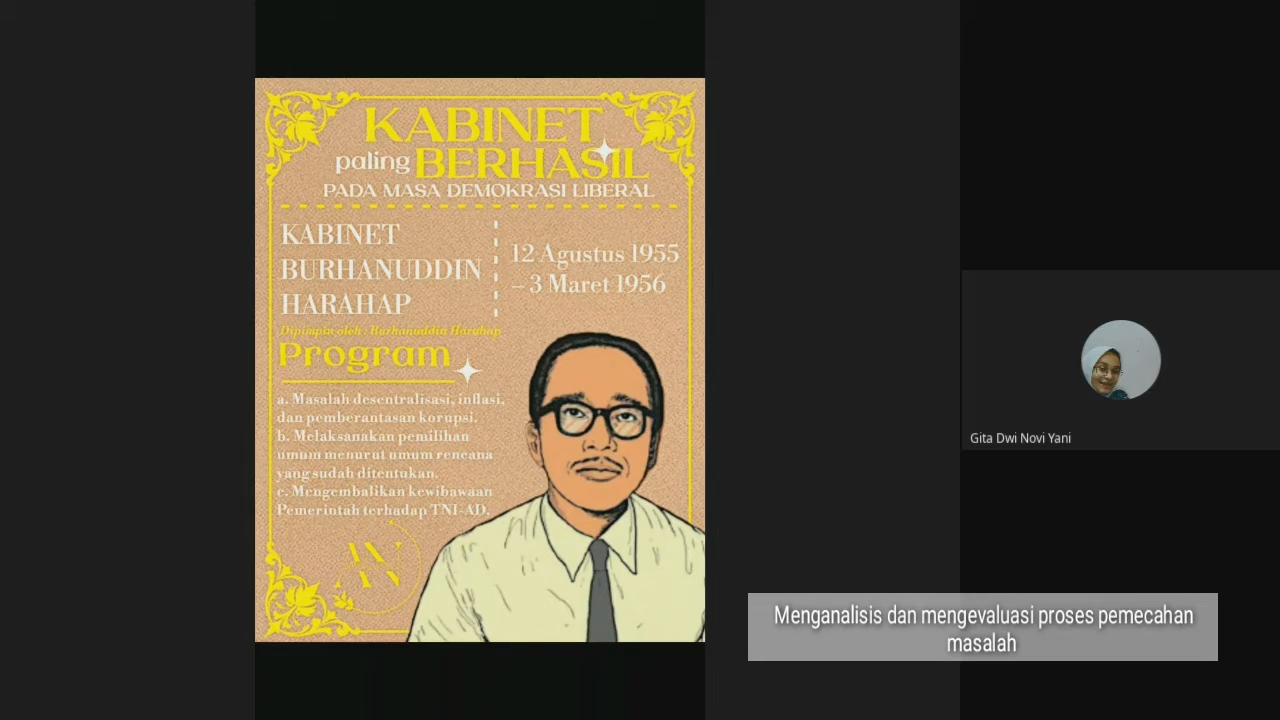 KABINET
paling BERHASIL
PADA MASA DEMOKRASI LIBERAL
KABINET
BURHANUDDIN
HARAHAP
12 Agustus 1955
– 3 Maret 1956
Dipimpin oleh : Burhanuddin Harahap
Program
a. Masalah desentralisasi, inflasi,
dan pemberantasan korupsi.
b. Melaksanakan pemilihan
umum menurut umum rencana
yang sudah ditentukan.
c. Mengembalikan kewibawaan
Pemerintah terhadap TNI-AD.
Gita Dwi Novi Yani
Menganalisis dan mengevaluasi proses pemecahan
masalah